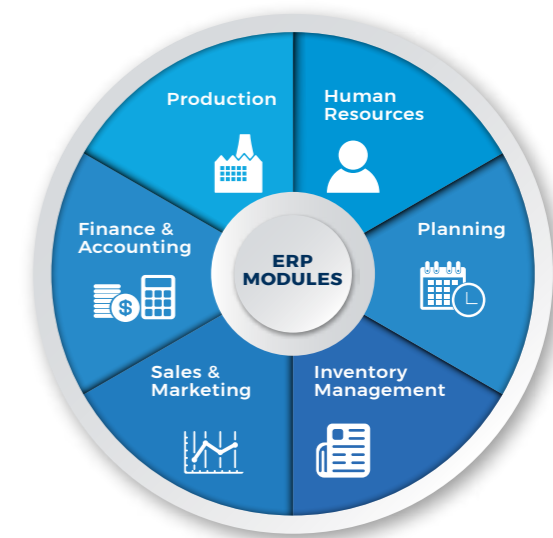 Production
Human
Resources
Finance &
Accounting
ERP
MODULES
Planning
$
Sales &
Marketing
Inventory
Management